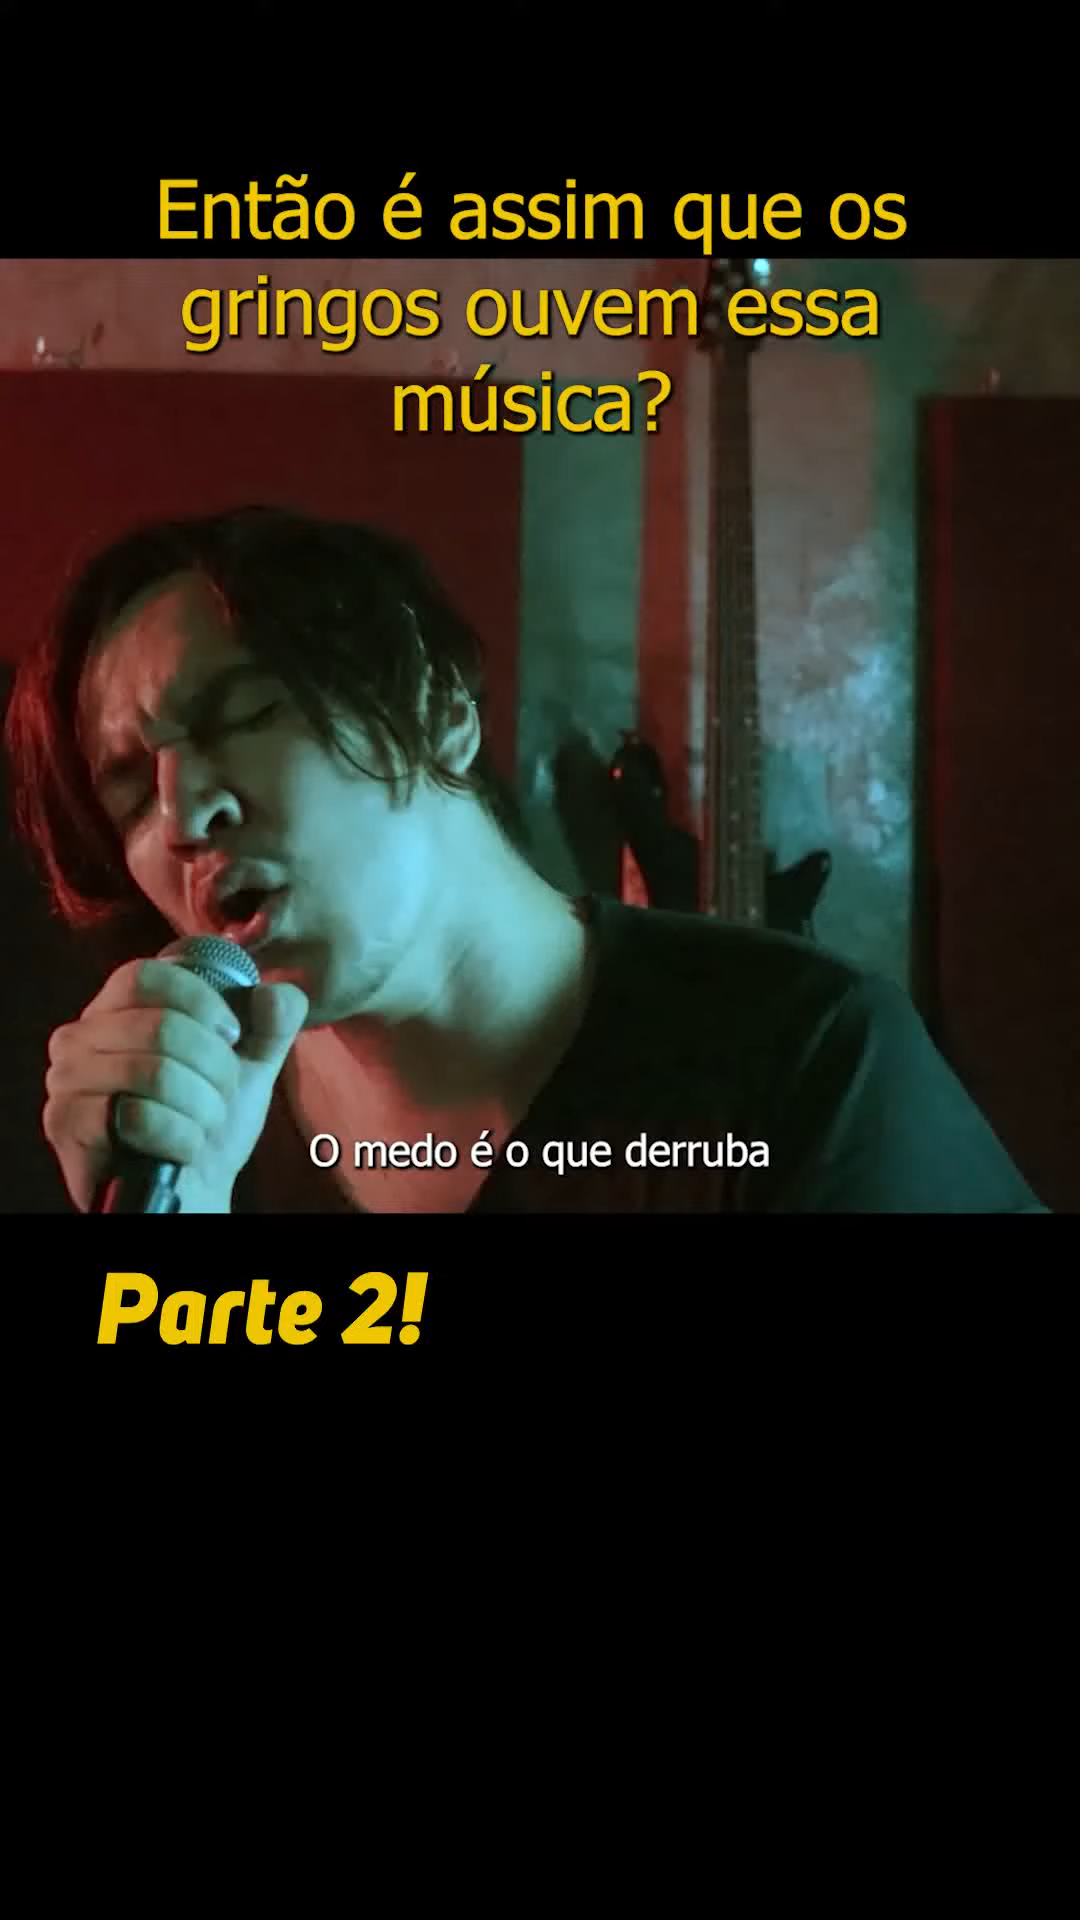 Então é assim que os
gringos ouvem essa
música?
O medo é o que derruba
Parte 2!